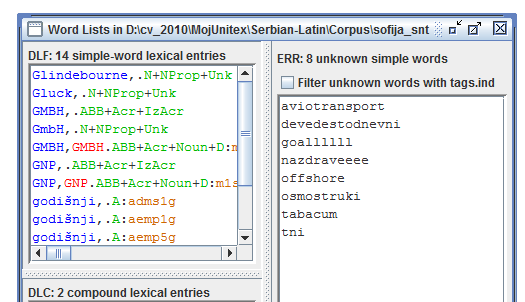 Word Lists in D:\cv_2010\MojUnitex\Serbian-Latin\Corpus\sofija_snt
DLF: 14 simple-word lexical entries
Glindebourne,.N+NProp+Unk
Gluck,.N+NProp+Unk
GMBH,.ABB+Acr+IzAcr
GmbH,.N+NProp+Unk
GMBH,GMBH.ABB+Acr+Noun+D:m
GNP,.ABB+Acr+IzAcr
GNP,GNP.ABB+Acr+Noun+D:m1s
godišnji,.A:adms1g
godišnji,.A:aemp1g
godišnji,.A:aemp5g
DLC: 2 compound lexical entries
ERR: 8 unknown simple words
Filter unknown words with tags.ind
aviotransport
devedestodnevni
goallllll
nazdraveeee
offshore
osmostruki
tabacum
tni